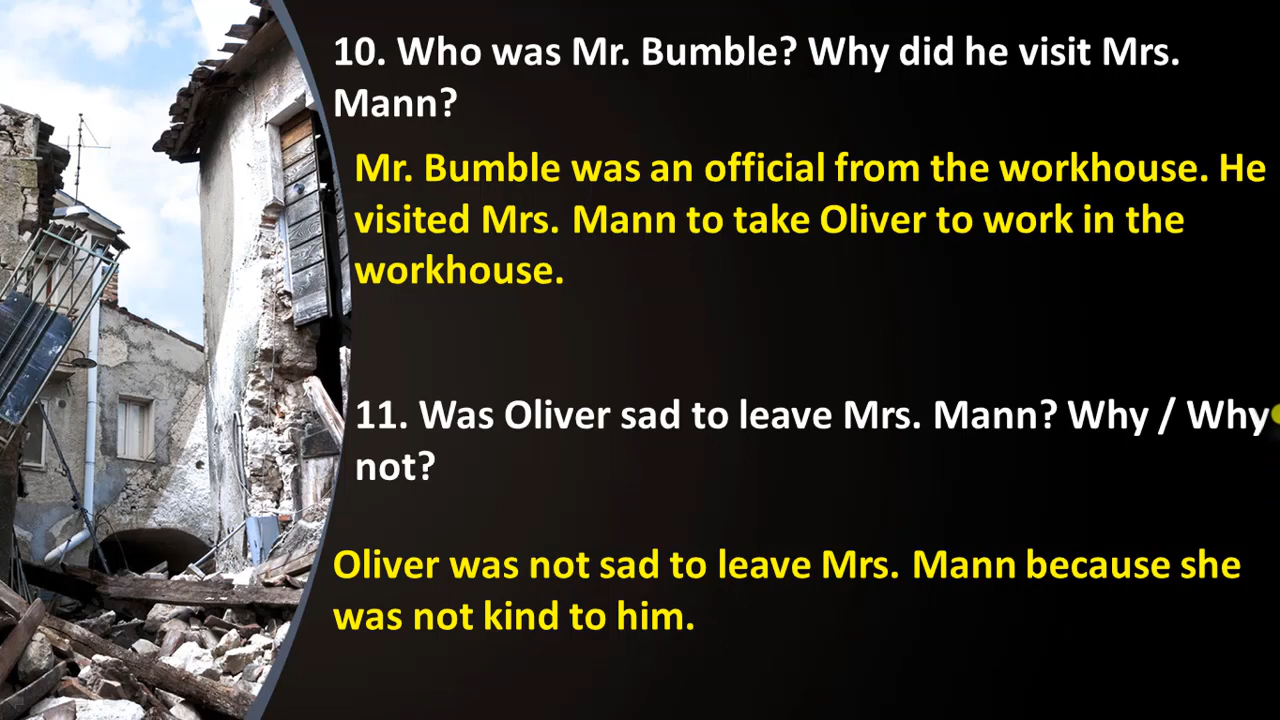 10. Who was Mr. Bumble? Why did he visit Mrs.
Mann?
Mr. Bumble was an official from the workhouse. He
visited Mrs. Mann to take Oliver to work in the
workhouse.
11. Was Oliver sad to leave Mrs. Mann? Why / Why
not?
Oliver was not sad to leave Mrs. Mann because she
was not kind to him.